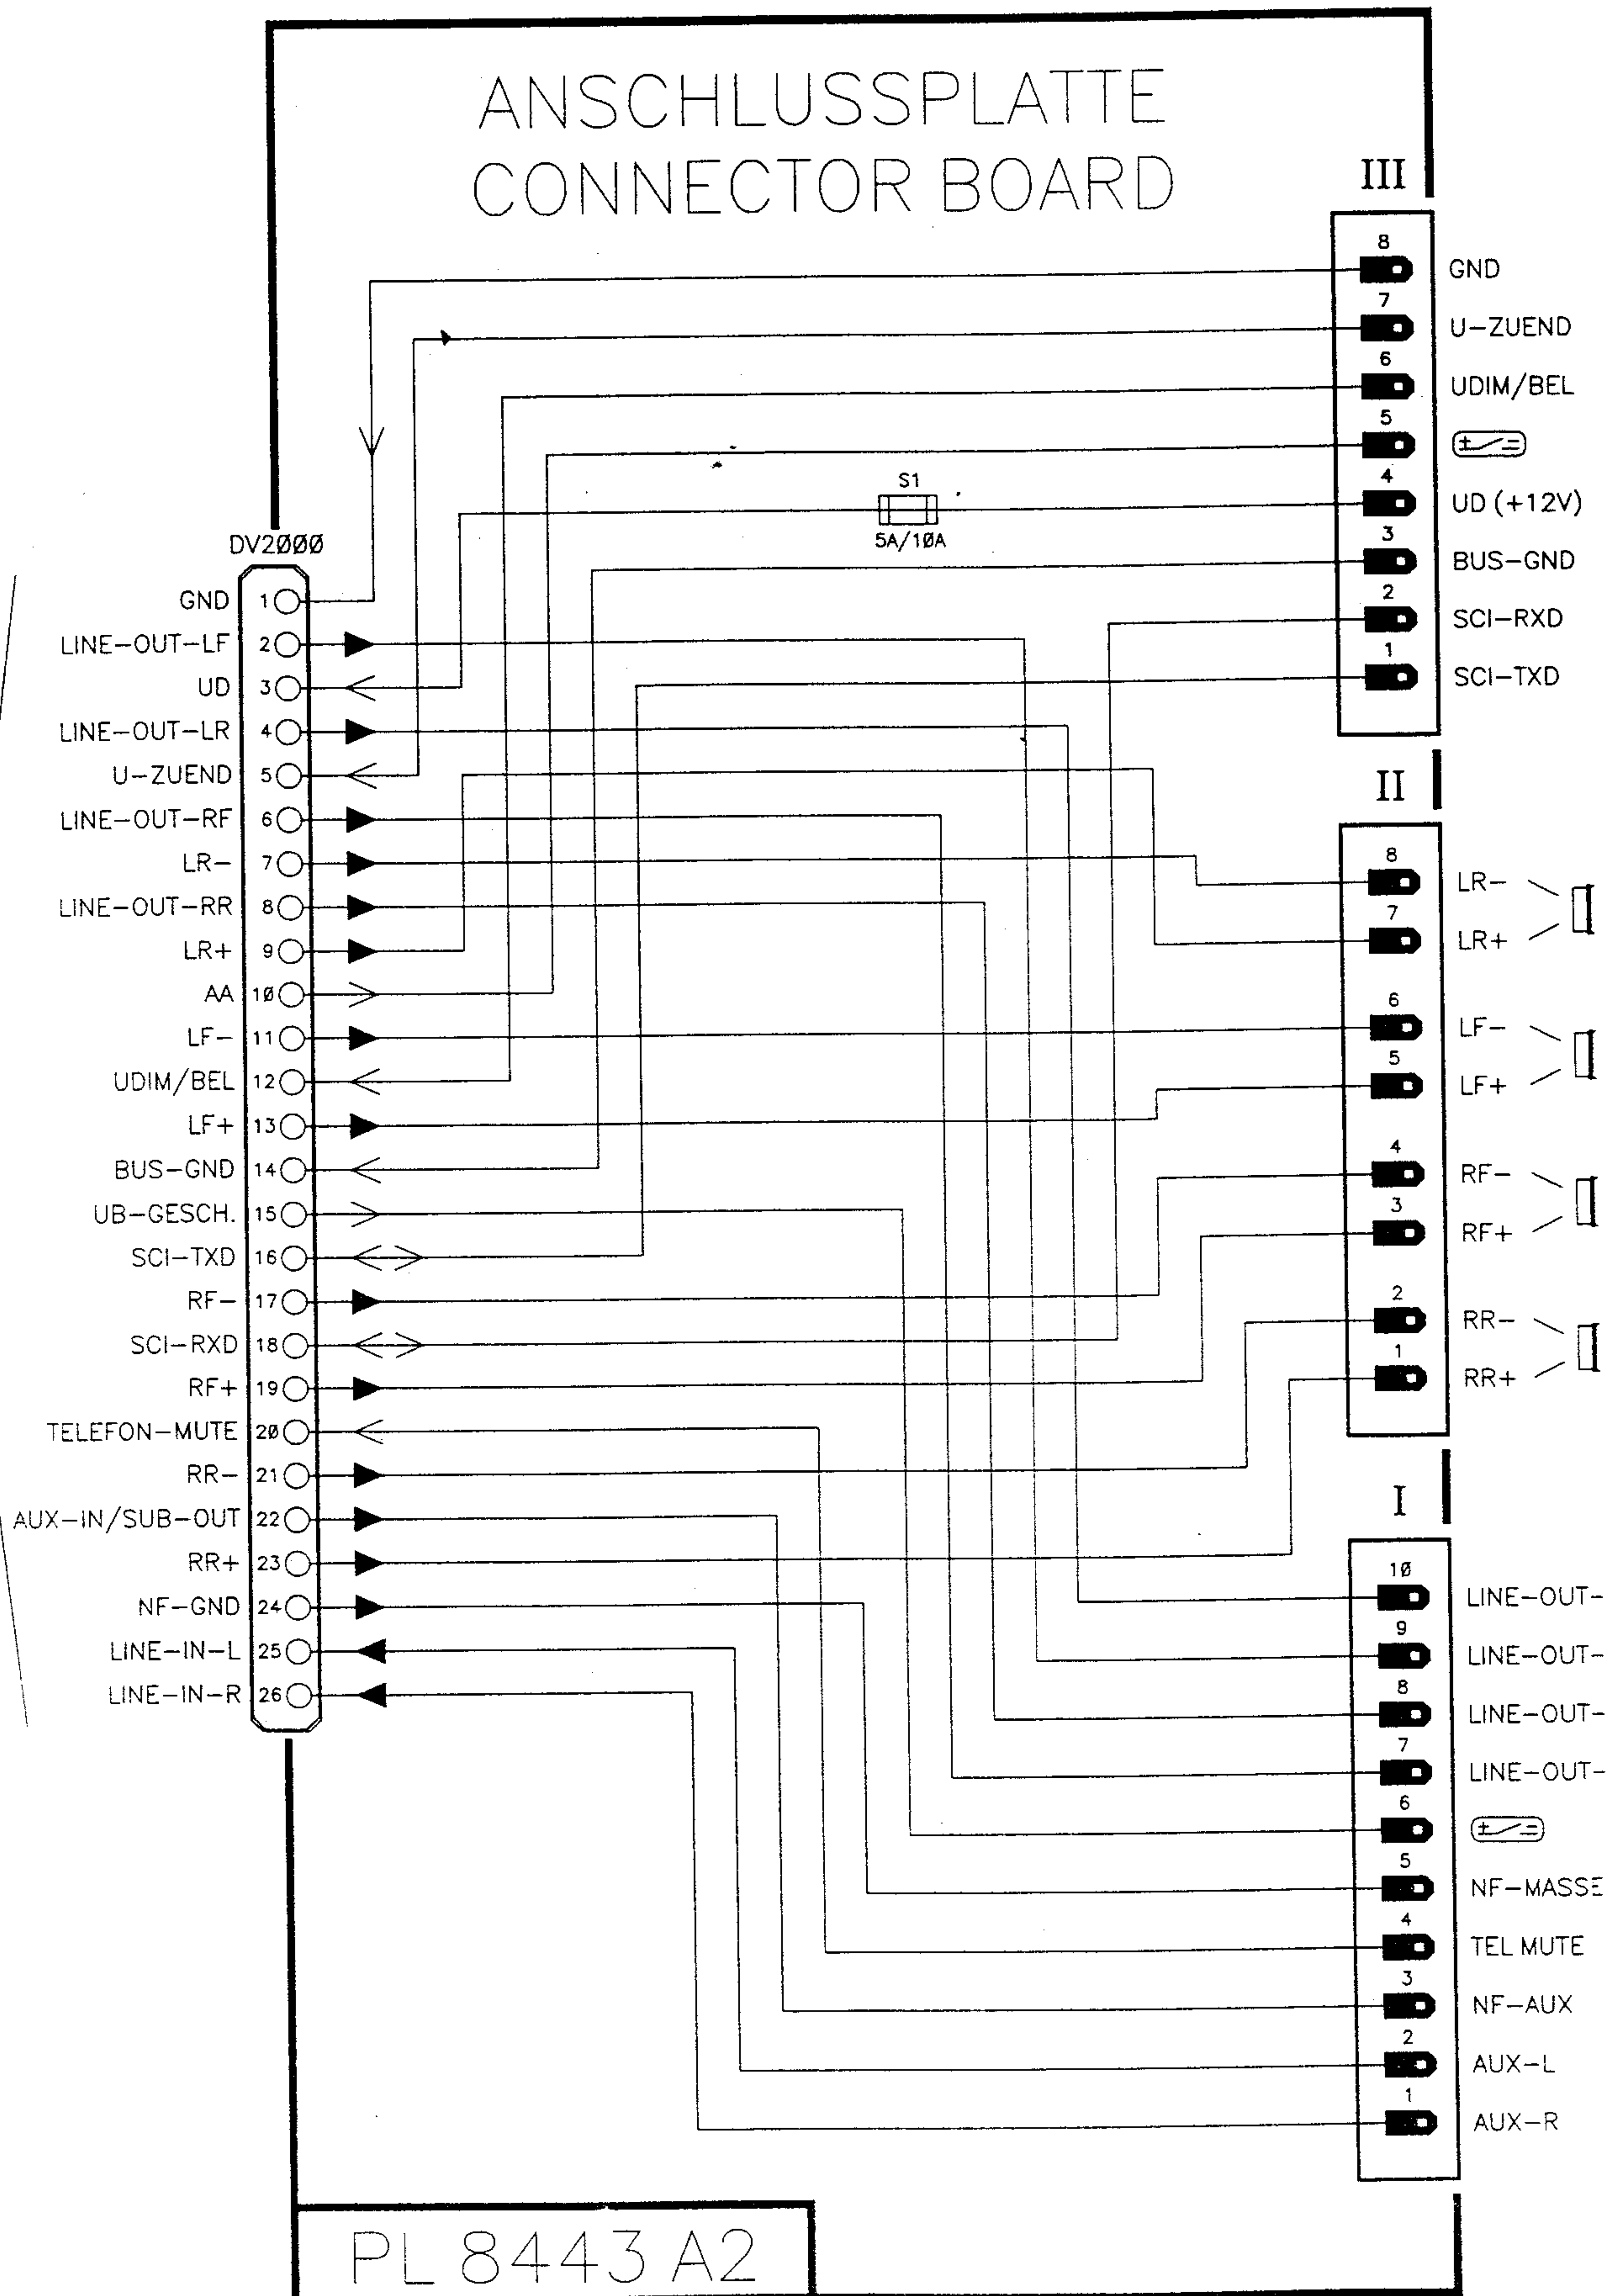 ANSCHLUSSPLATTE
CONNECTOR BOARD
III
8 GND
7 U-ZUEND
6 UDIM/BEL
5
4 UD (+12V)
3 BUS-GND
2 SCI-RXD
1 SCI-TXD
S1
5A/10A
DV2000
GND 1
LINE-OUT-LF 2
UD 3
LINE-OUT-LR 4
U-ZUEND 5
LINE-OUT-RF 6
LR- 7
LINE-OUT-RR 8
LR+ 9
AA 10
LF- 11
UDIM/BEL 12
LF+ 13
BUS-GND 14
UB-GESCH. 15
SCI-TXD 16
RF- 17
SCI-RXD 18
RF+ 19
TELEFON-MUTE 20
RR- 21
AUX-IN/SUB-OUT 22
RR+ 23
NF-GND 24
LINE-IN-L 25
LINE-IN-R 26
II
8 LR-
7 LR+
6 LF-
5 LF+
4 RF-
3 RF+
2 RR-
1 RR+
I
10 LINE-OUT-
9 LINE-OUT-
8 LINE-OUT-
7 LINE-OUT-
6
5 NF-MASSE
4 TEL MUTE
3 NF-AUX
2 AUX-L
1 AUX-R
PL 8443 A2